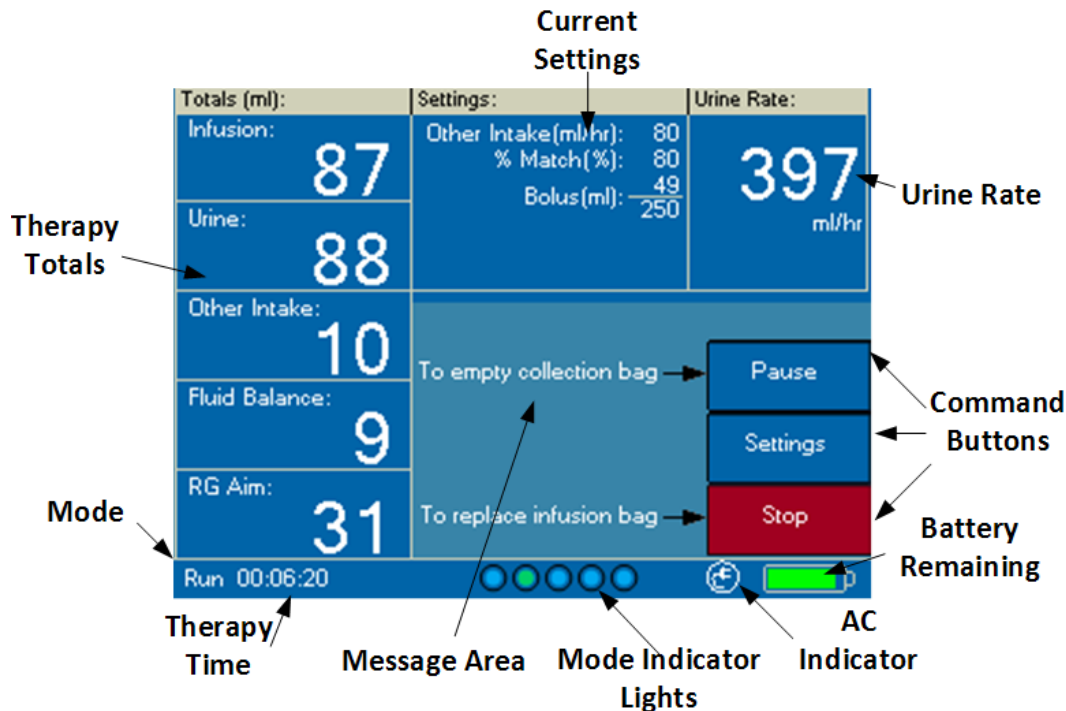 Current
Settings
Totals (ml):
Settings:
Urine Rate:
Infusion:
87
Other Intake(ml/hr): 80
% Match(%): 80
Bolus(ml): 49
250
397
ml/hr
Urine Rate
Therapy
Totals
Urine:
88
Other Intake:
10
To empty collection bag
Pause
Fluid Balance:
9
Settings
Command
Buttons
RG Aim:
31
To replace infusion bag
Stop
Mode
Battery
Remaining
Run 00:06:20
Therapy
Time
Message Area
Mode Indicator
Lights
AC
Indicator